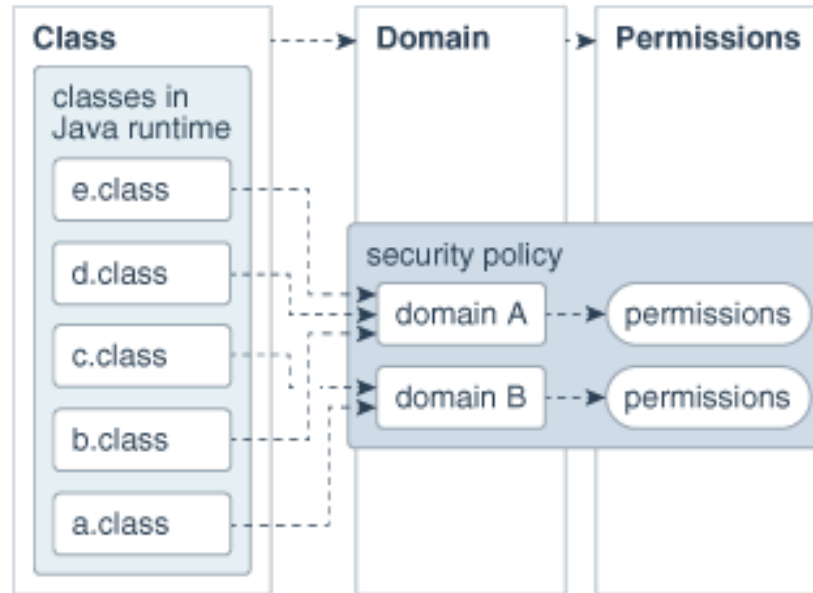 Class
Domain
Permissions
classes in
Java runtime
e.class
d.class
c.class
b.class
a.class
security policy
domain A
permissions
domain B
permissions